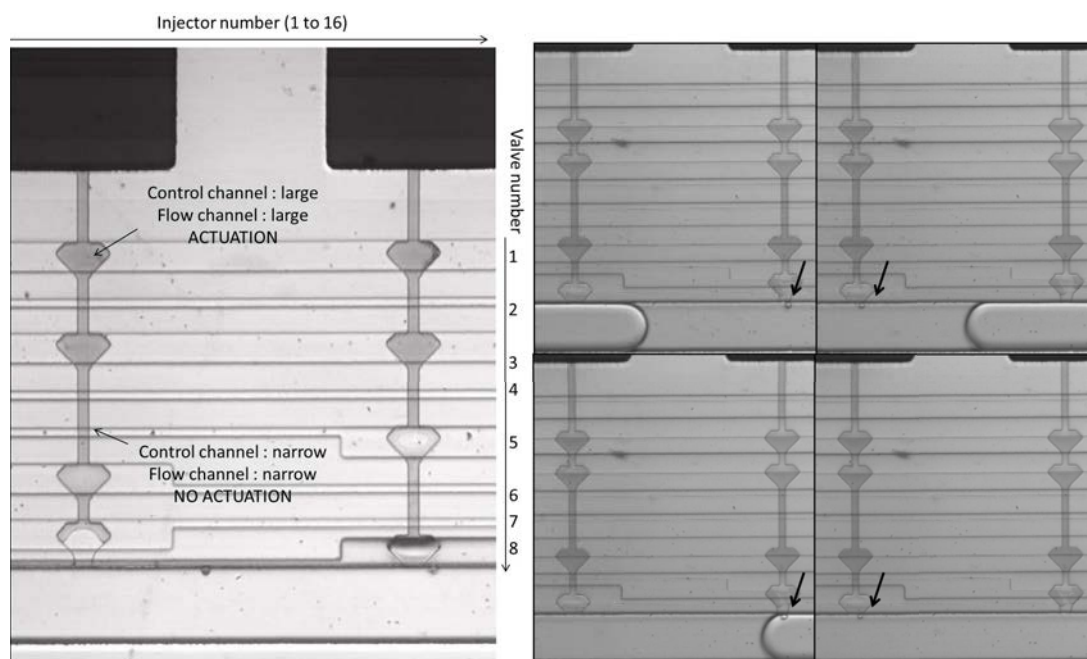 Injector number (1 to 16)
Valve number
Control channel : large
Flow channel : large
ACTUATION
1
2
3
4
Control channel : narrow
Flow channel : narrow
NO ACTUATION
5
6
7
8